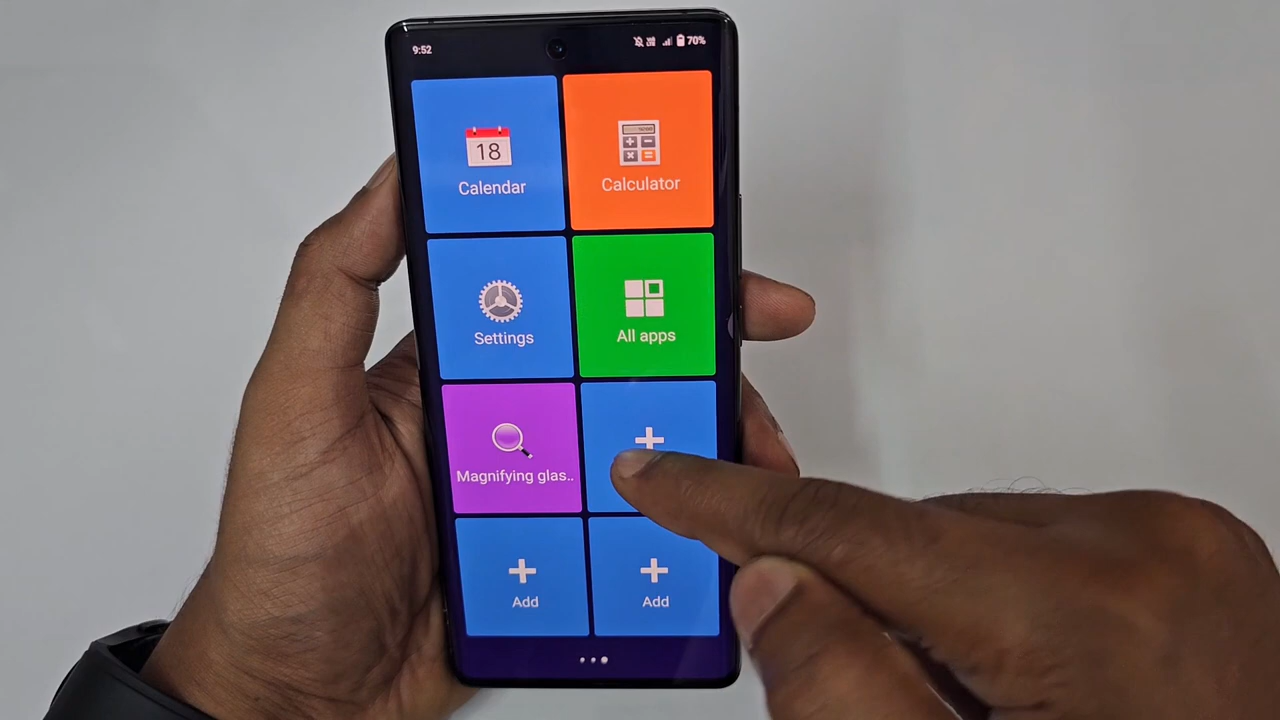 9:52
70%
18
Calendar
Calculator
Settings
All apps
Magnifying glas..
Add
Add